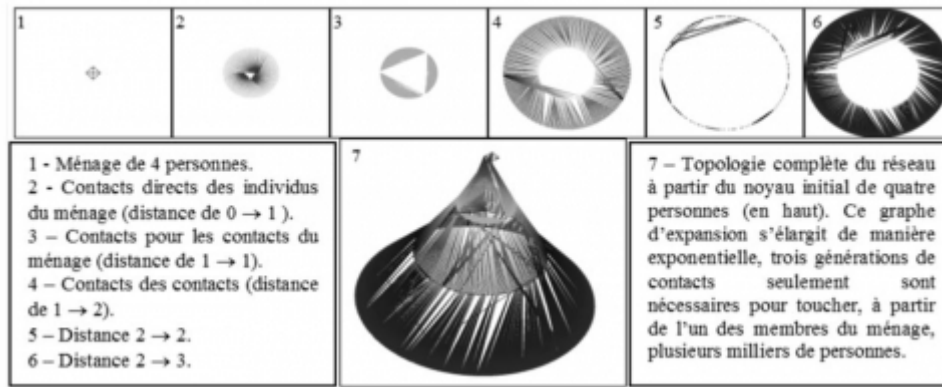 1
2
3
4
5
6
1 - Ménage de 4 personnes.
2 - Contacts directs des individus
du ménage (distance de 0 → 1 ).
3 – Contacts pour les contacts du
ménage (distance de 1 → 1).
4 – Contacts des contacts (distance
de 1 → 2).
5 – Distance 2 → 2.
6 – Distance 2 → 3.
7
7 – Topologie complète du réseau
à partir du noyau initial de quatre
personnes (en haut). Ce graphe
d’expansion s’élargit de manière
exponentielle, trois générations de
contacts seulement sont
nécessaires pour toucher, à partir
de l’un des membres du ménage,
plusieurs milliers de personnes.